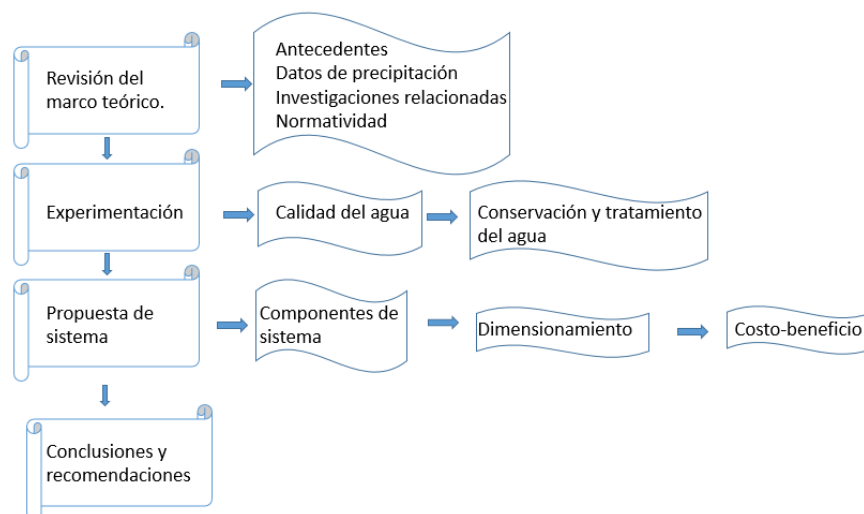 Revisión del
marco teórico.
Antecedentes
Datos de precipitación
Investigaciones relacionadas
Normatividad
Experimentación
Calidad del agua
Conservación y tratamiento
del agua
Propuesta de
sistema
Componentes de
sistema
Dimensionamiento
Costo-beneficio
Conclusiones y
recomendaciones